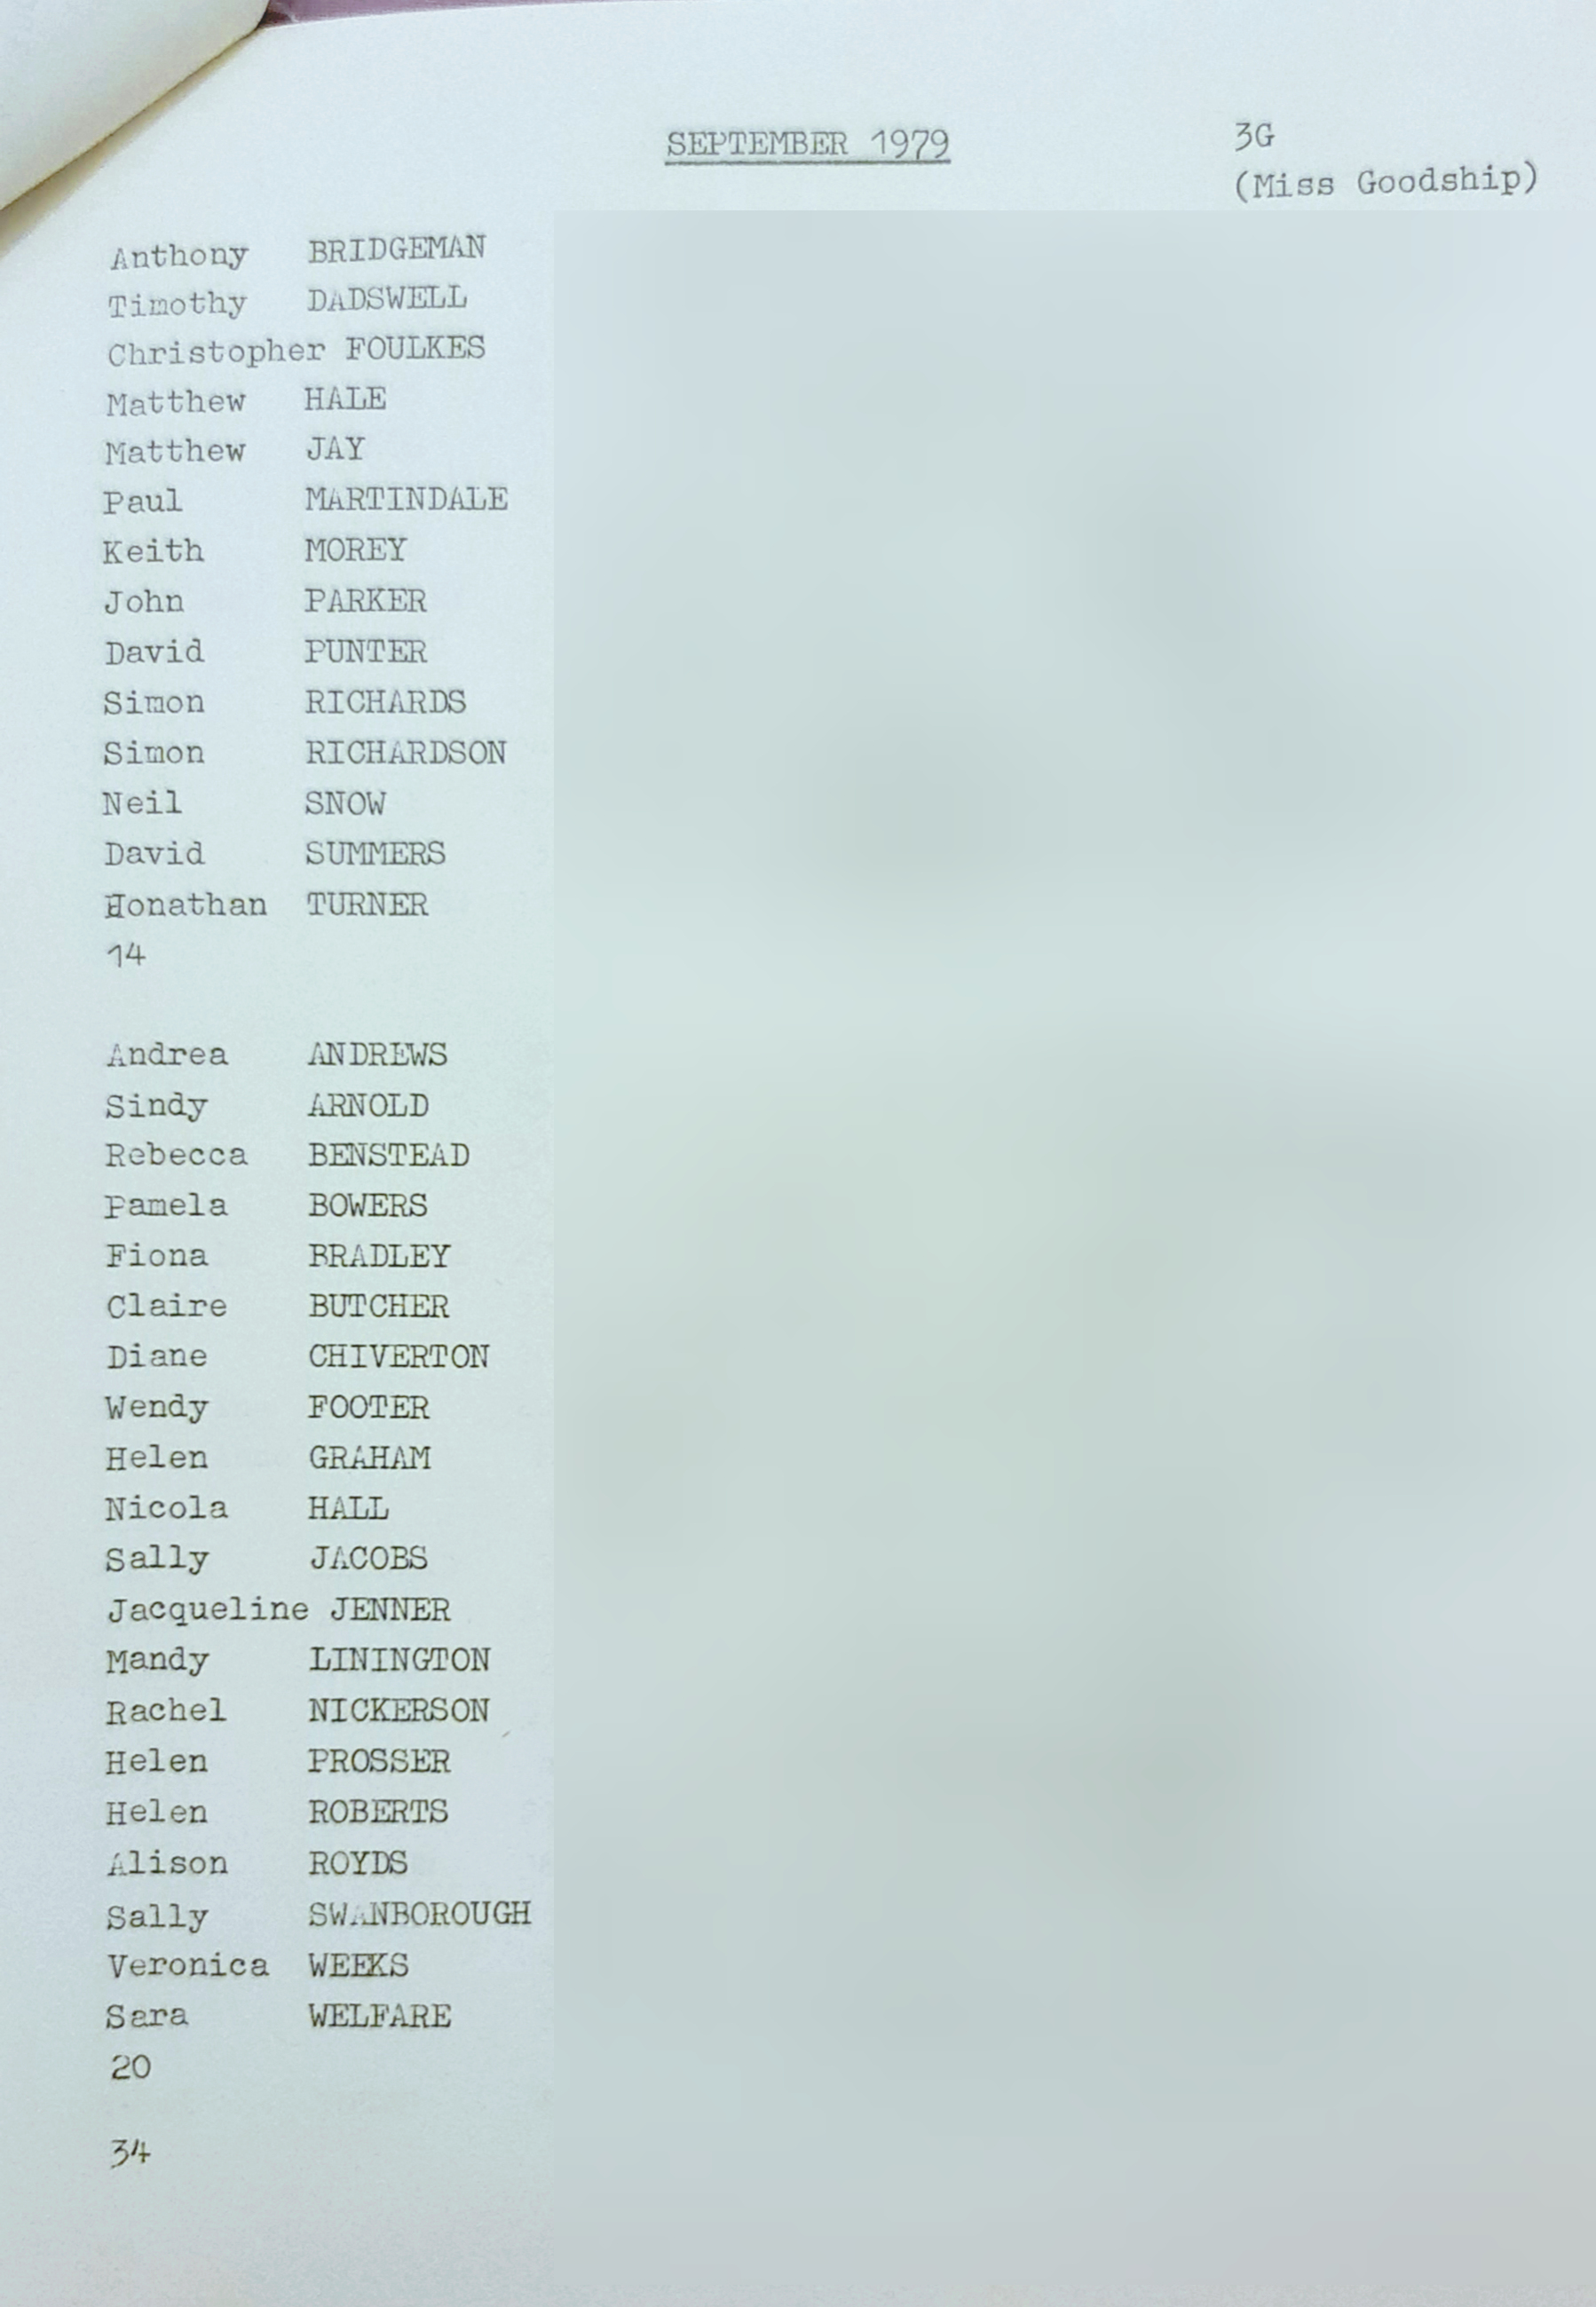 SEPTEMBER 1979
3G
(Miss Goodship)
Anthony BRIDGEMAN
Timothy DADSWELL
Christopher FOULKES
Matthew HALE
Matthew JAY
Paul MARTINDALE
Keith MOREY
John PARKER
David PUNTER
Simon RICHARDS
Simon RICHARDSON
Neil SNOW
David SUMMERS
Honathan TURNER
14
Andrea ANDREWS
Sindy ARNOLD
Rebecca BENSTEAD
Pamela BOWERS
Fiona BRADLEY
Claire BUTCHER
Diane CHIVERTON
Wendy FOOTER
Helen GRAHAM
Nicola HALL
Sally JACOBS
Jacqueline JENNER
Mandy LININGTON
Rachel NICKERSON
Helen PROSSER
Helen ROBERTS
Alison ROYDS
Sally SWANBOROUGH
Veronica WEEKS
Sara WELFARE
20
34